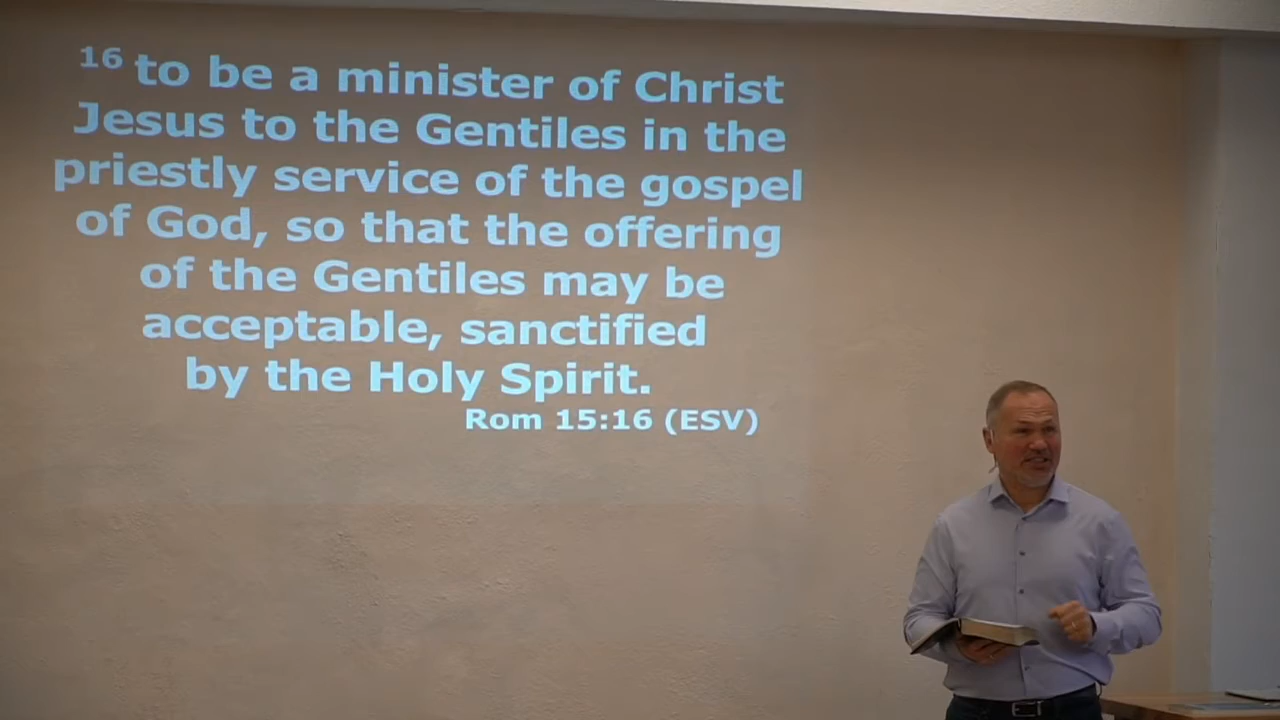 16 to be a minister of Christ
Jesus to the Gentiles in the
priestly service of the gospel
of God, so that the offering
of the Gentiles may be
acceptable, sanctified
by the Holy Spirit.
Rom 15:16 (ESV)